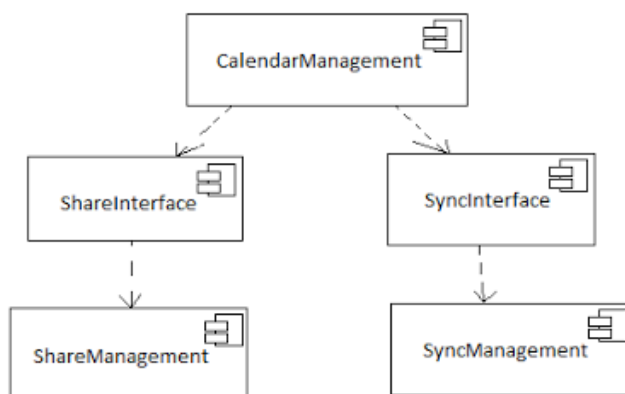 CalendarManagement
ShareInterface
SyncInterface
ShareManagement
SyncManagement